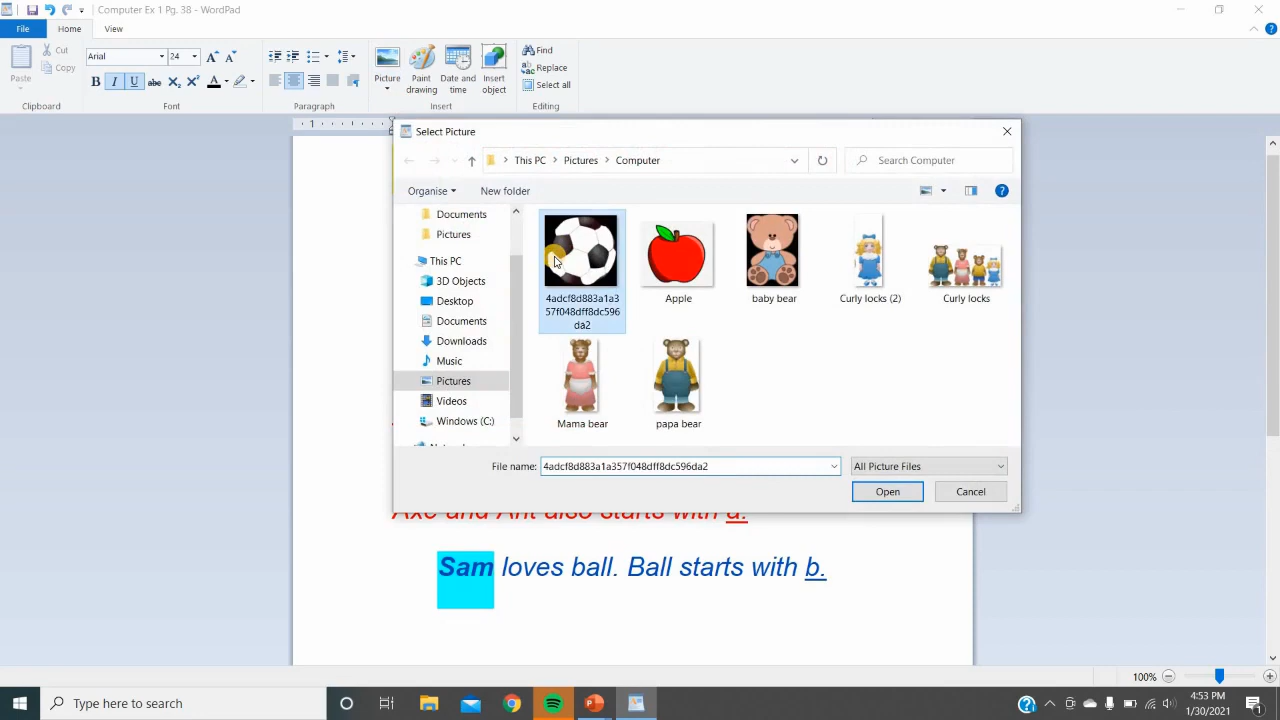 Computer Ex 1 Pg. 38 - WordPad
File Home View
Paste
Cut
Copy
Clipboard
Arial 24
B I U abc X₂ X² A
Font
Paragraph
Picture
Paint drawing
Date and time
Insert object
Insert
Find
Replace
Select all
Editing
1
Select Picture
This PC Pictures Computer
Search Computer
Organise New folder
Documents
Pictures
This PC
3D Objects
Desktop
Documents
Downloads
Music
Pictures
Videos
Windows (C:)
4adcf8d883a1a3
57f048dff8dc596
da2
Apple
baby bear
Curly locks (2)
Curly locks
Mama bear
papa bear
File name: 4adcf8d883a1a357f048dff8dc596da2
All Picture Files
Open Cancel
Axe and Ant also starts with a.
Sam loves ball. Ball starts with b.
100%
Type here to search
4:53 PM
1/30/2021